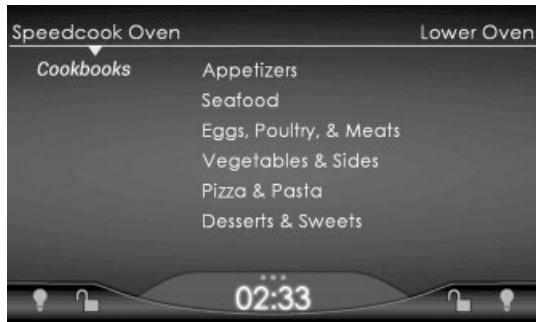 Speedcook Oven Lower Oven
Cookbooks Appetizers
Seafood
Eggs, Poultry, & Meats
Vegetables & Sides
Pizza & Pasta
Desserts & Sweets
02:33